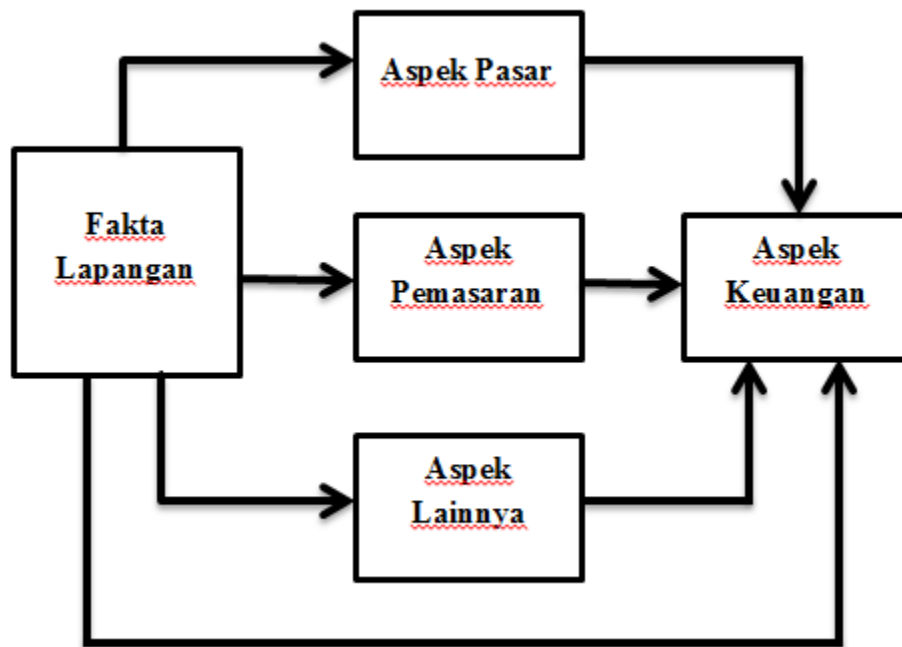 Aspek Pasar
Fakta
Lapangan
Aspek
Pemasaran
Aspek
Keuangan
Aspek
Lainnya